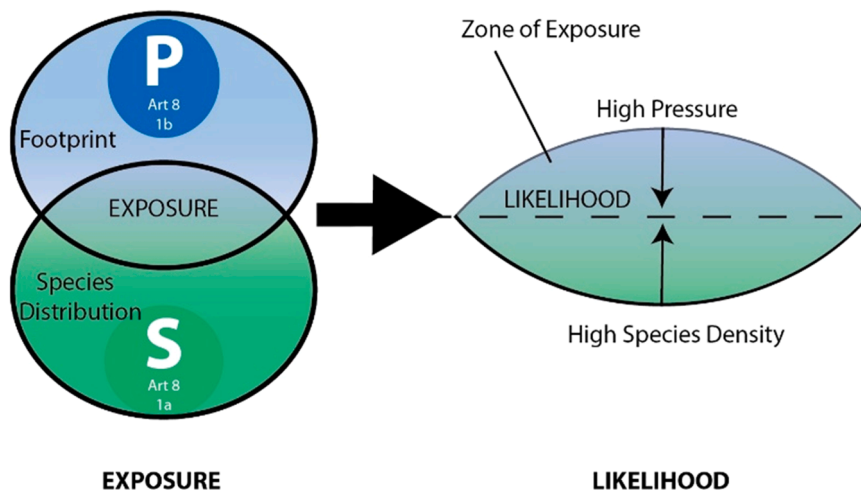 P
Art 8
1b
Footprint
EXPOSURE
Species
Distribution
S
Art 8
1a
EXPOSURE
Zone of Exposure
High Pressure
LIKELIHOOD
High Species Density
LIKELIHOOD